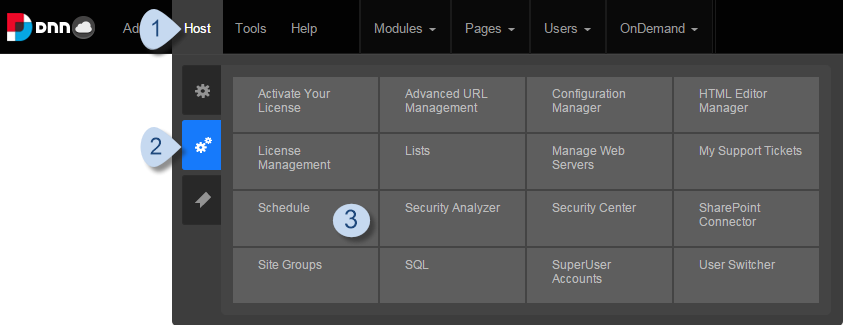 DNN Ad 1 Host Tools Help Modules Pages Users OnDemand
Activate Your
License
Advanced URL
Management
Configuration
Manager
HTML Editor
Manager
2
License
Management
Lists
Manage Web
Servers
My Support Tickets
Schedule
3
Security Analyzer
Security Center
SharePoint
Connector
Site Groups
SQL
SuperUser
Accounts
User Switcher